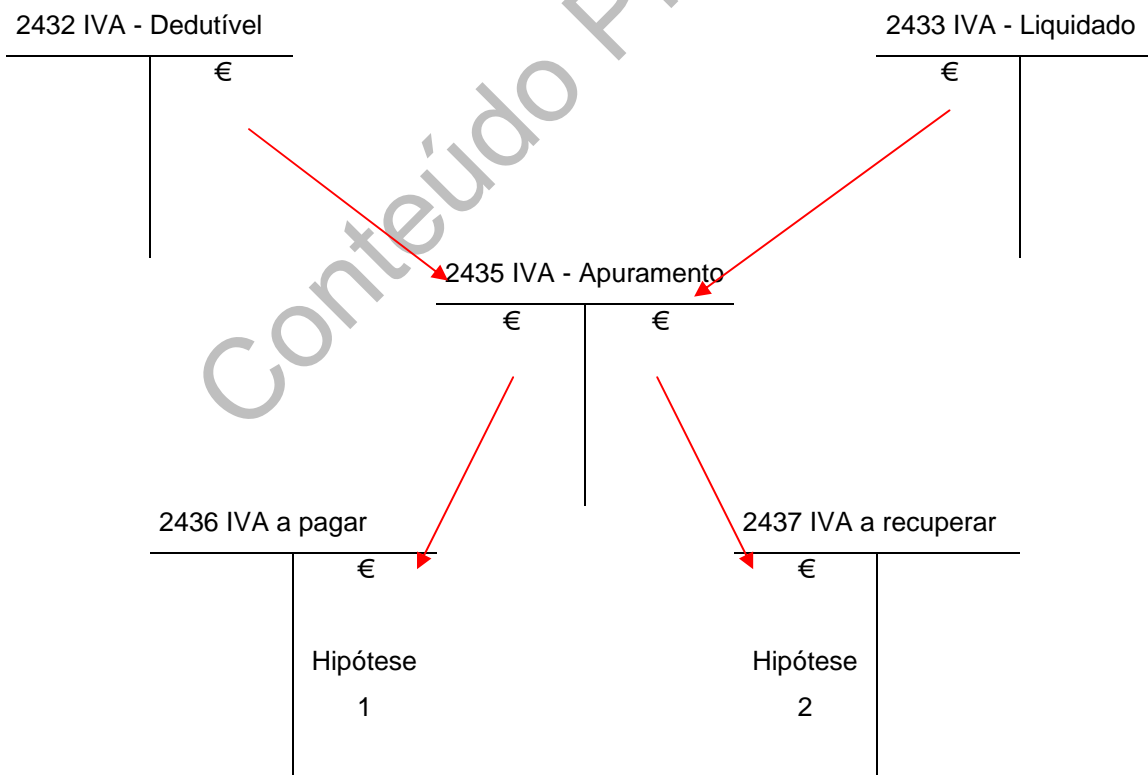 2432 IVA - Dedutível
2433 IVA - Liquidado
€
€
Conteúdo
2435 IVA - Apuramento
€
€
2436 IVA a pagar
2437 IVA a recuperar
€
€
Hipótese
1
Hipótese
2